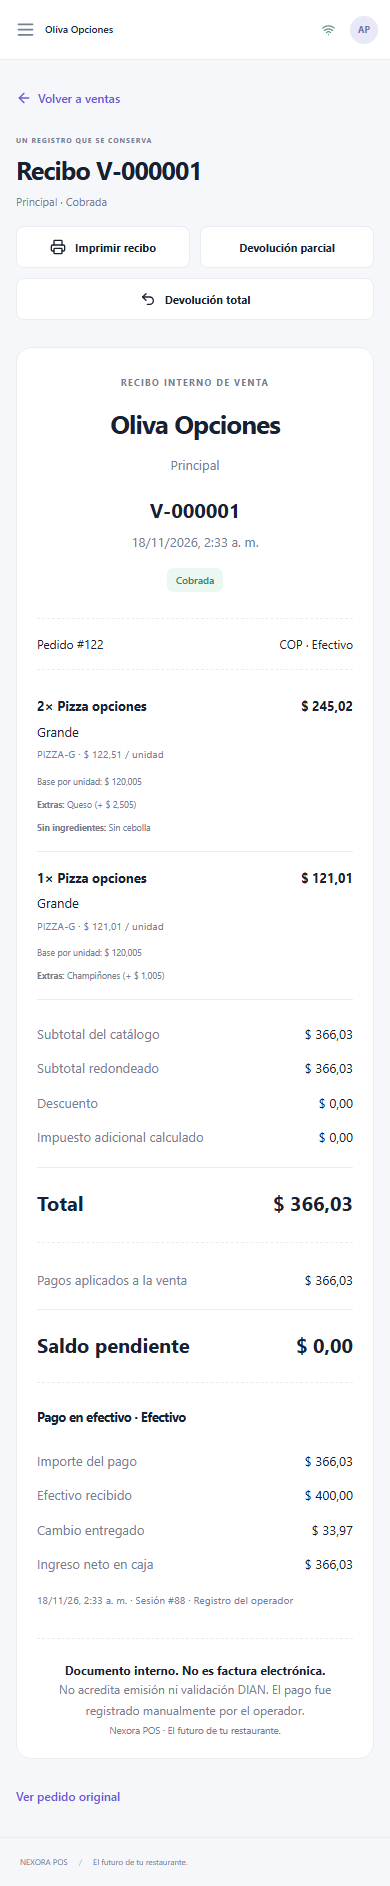 Oliva Opciones
AP
Volver a ventas
UN REGISTRO QUE SE CONSERVA
Recibo V-000001
Principal · Cobrada
Imprimir recibo
Devolución parcial
Devolución total
RECIBO INTERNO DE VENTA
Oliva Opciones
Principal
V-000001
18/11/2026, 2:33 a. m.
Cobrada
Pedido #122 COP · Efectivo
2× Pizza opciones $ 245,02
Grande
PIZZA-G · $ 122,51 / unidad
Base por unidad: $ 120,005
Extras: Queso (+ $ 2,505)
Sin ingredientes: Sin cebolla
1× Pizza opciones $ 121,01
Grande
PIZZA-G · $ 121,01 / unidad
Base por unidad: $ 120,005
Extras: Champiñones (+ $ 1,005)
Subtotal del catálogo $ 366,03
Subtotal redondeado $ 366,03
Descuento $ 0,00
Impuesto adicional calculado $ 0,00
Total $ 366,03
Pagos aplicados a la venta $ 366,03
Saldo pendiente $ 0,00
Pago en efectivo · Efectivo
Importe del pago $ 366,03
Efectivo recibido $ 400,00
Cambio entregado $ 33,97
Ingreso neto en caja $ 366,03
18/11/26, 2:33 a. m. · Sesión #88 · Registro del operador
Documento interno. No es factura electrónica.
No acredita emisión ni validación DIAN. El pago fue
registrado manualmente por el operador.
Nexora POS · El futuro de tu restaurante.
Ver pedido original
NEXORA POS / El futuro de tu restaurante.